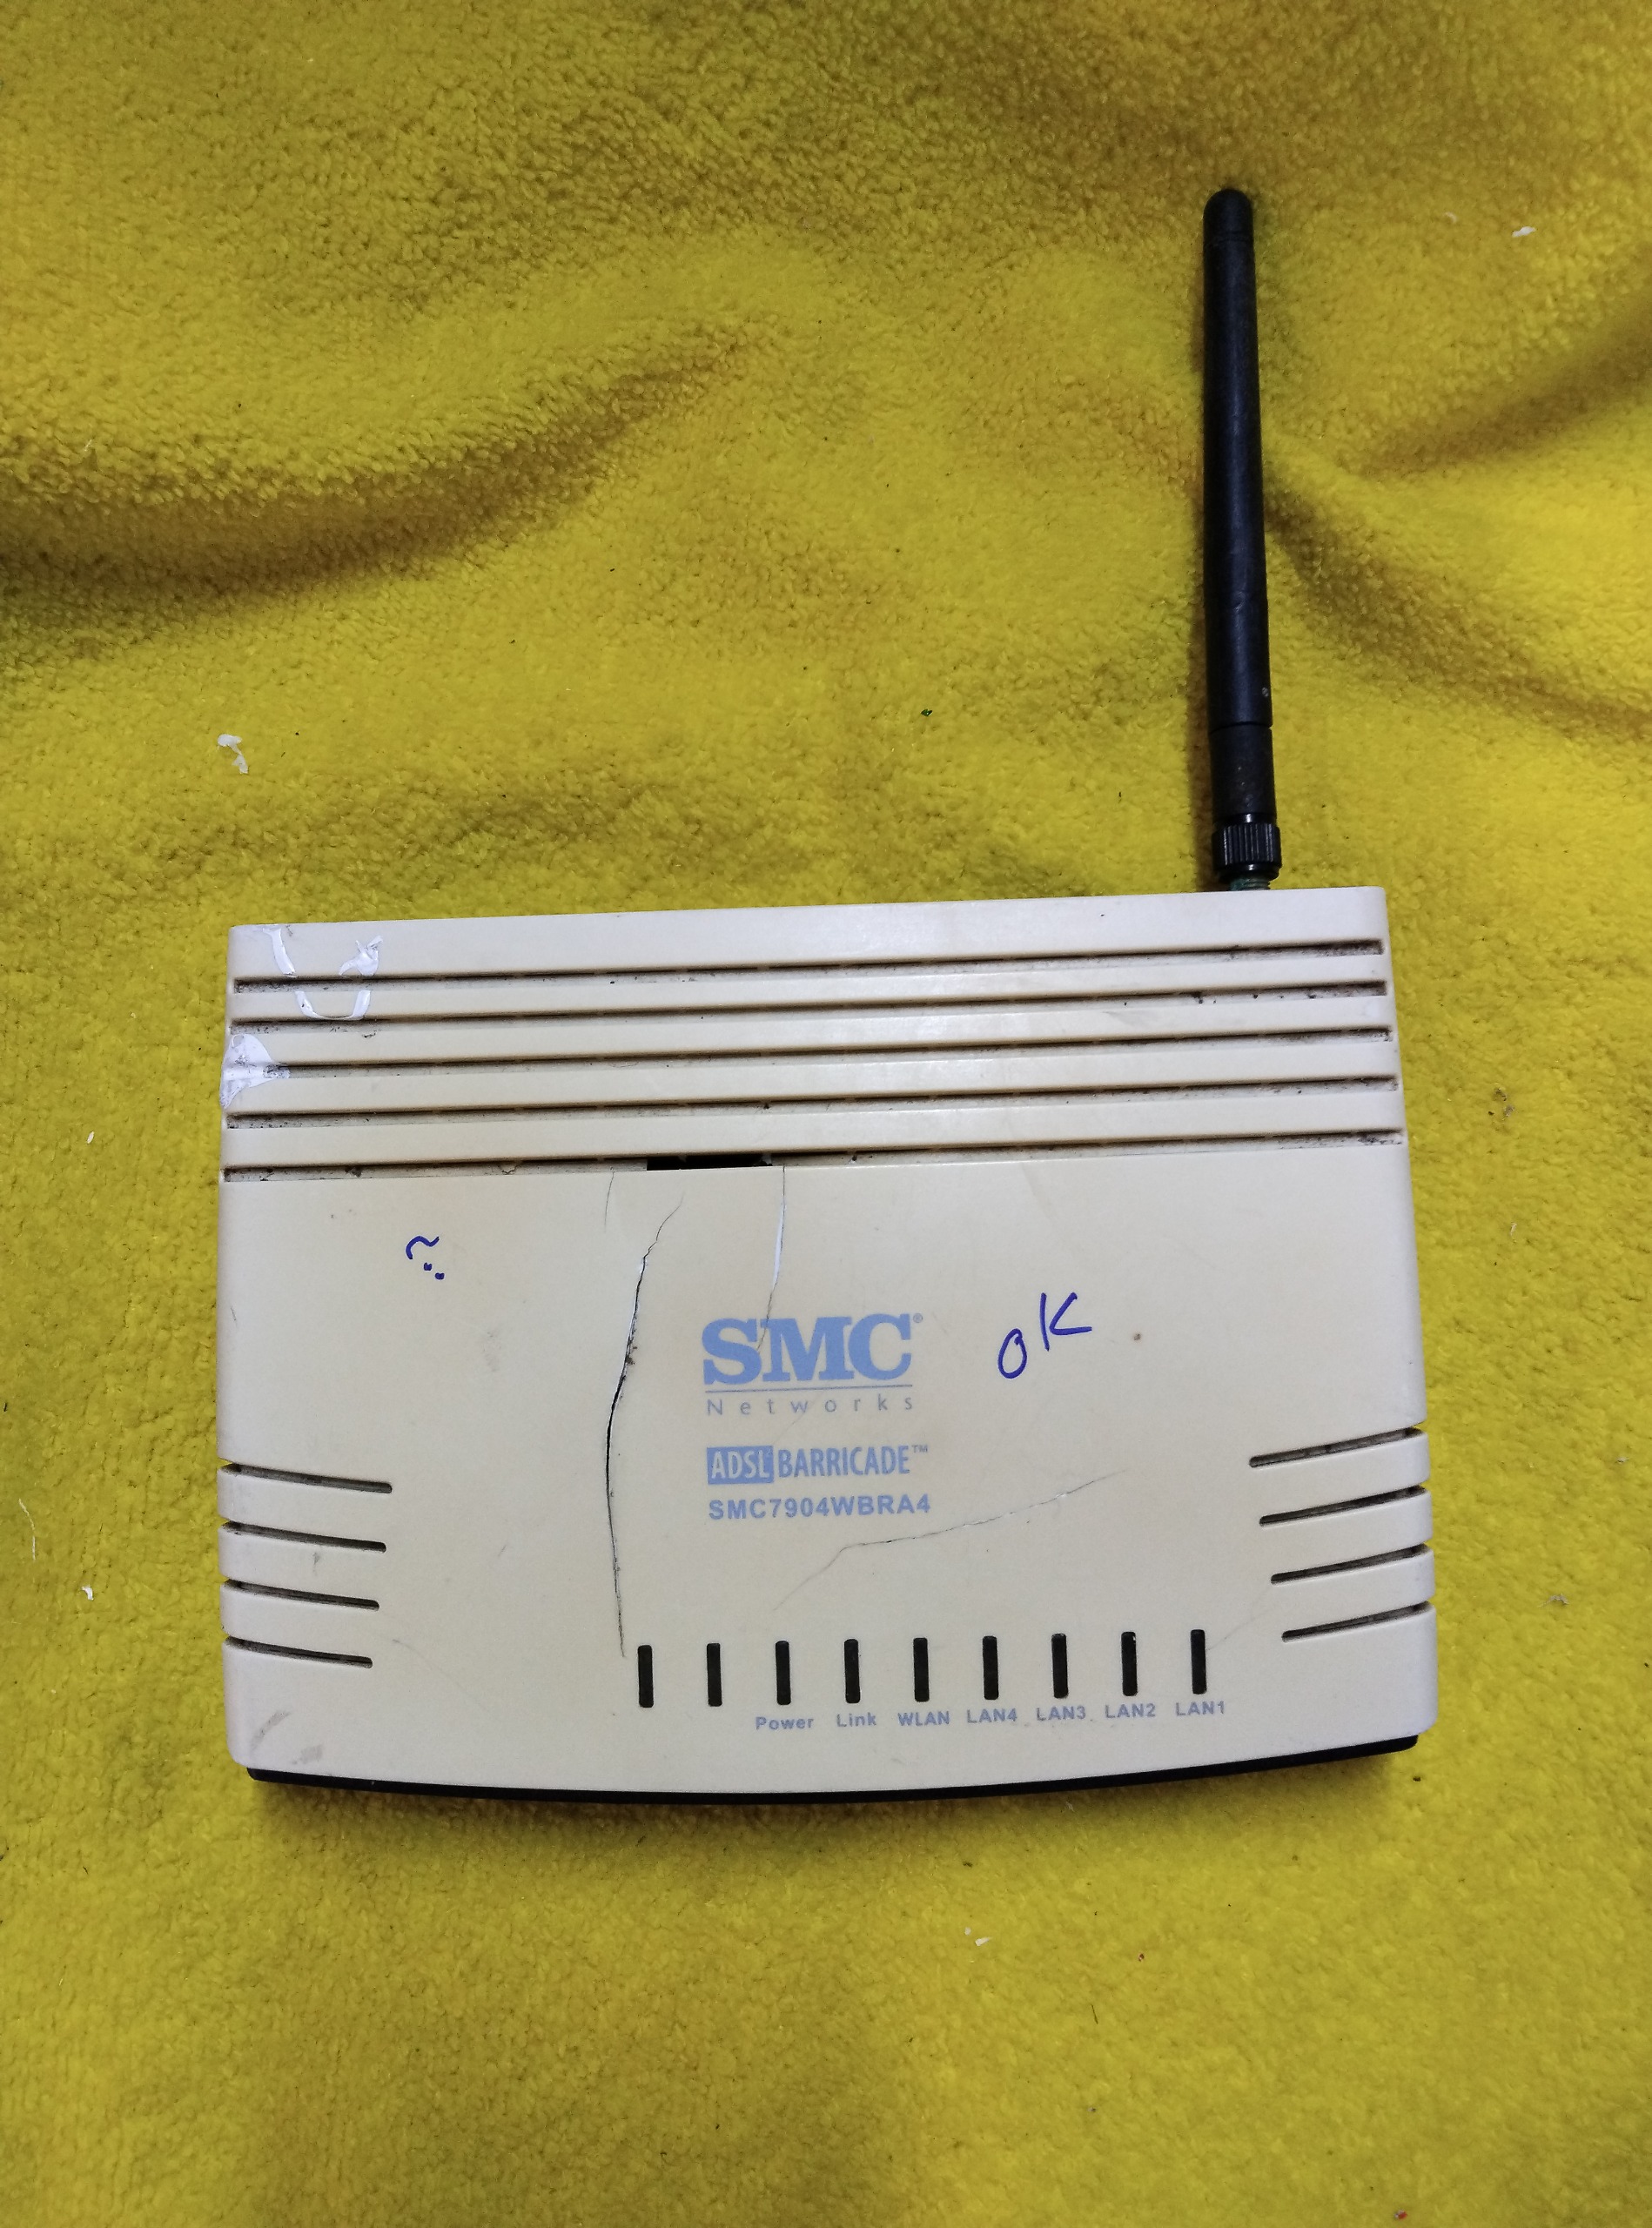 OK
SMC®
Networks
ADSL BARRICADE™
SMC7904WBRA4
Power Link WLAN LAN4 LAN3 LAN2 LAN1